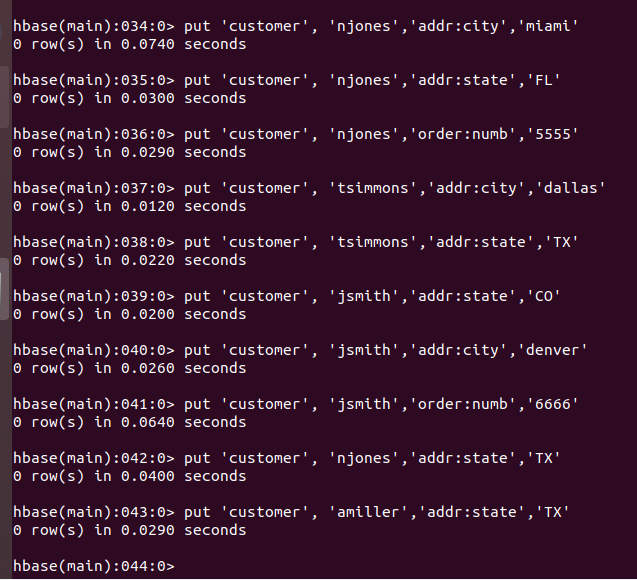 hbase(main):034:0> put 'customer', 'njones','addr:city','miami'
0 row(s) in 0.0740 seconds
hbase(main):035:0> put 'customer', 'njones','addr:state','FL'
0 row(s) in 0.0300 seconds
hbase(main):036:0> put 'customer', 'njones','order:numb','5555'
0 row(s) in 0.0290 seconds
hbase(main):037:0> put 'customer', 'tsimmons','addr:city','dallas'
0 row(s) in 0.0120 seconds
hbase(main):038:0> put 'customer', 'tsimmons','addr:state','TX'
0 row(s) in 0.0220 seconds
hbase(main):039:0> put 'customer', 'jsmith','addr:state','CO'
0 row(s) in 0.0200 seconds
hbase(main):040:0> put 'customer', 'jsmith','addr:city','denver'
0 row(s) in 0.0260 seconds
hbase(main):041:0> put 'customer', 'jsmith','order:numb','6666'
0 row(s) in 0.0640 seconds
hbase(main):042:0> put 'customer', 'njones','addr:state','TX'
0 row(s) in 0.0400 seconds
hbase(main):043:0> put 'customer', 'amiller','addr:state','TX'
0 row(s) in 0.0290 seconds
hbase(main):044:0>